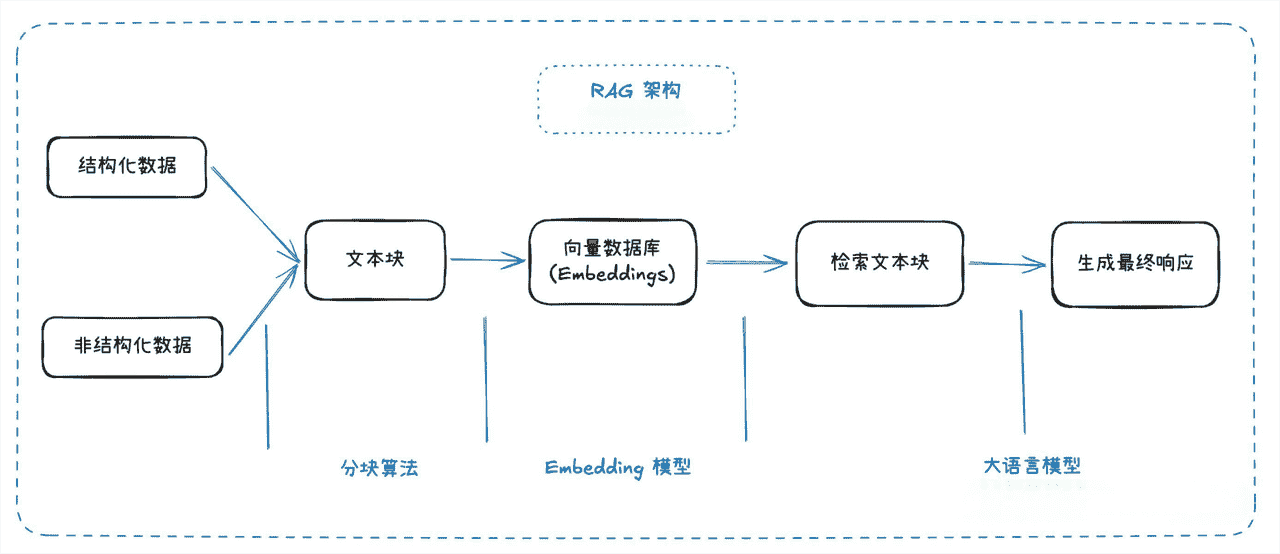 RAG 架构
结构化数据
非结构化数据
文本块
向量数据库
(Embeddings)
检索文本块
生成最终响应
分块算法
Embedding 模型
大语言模型